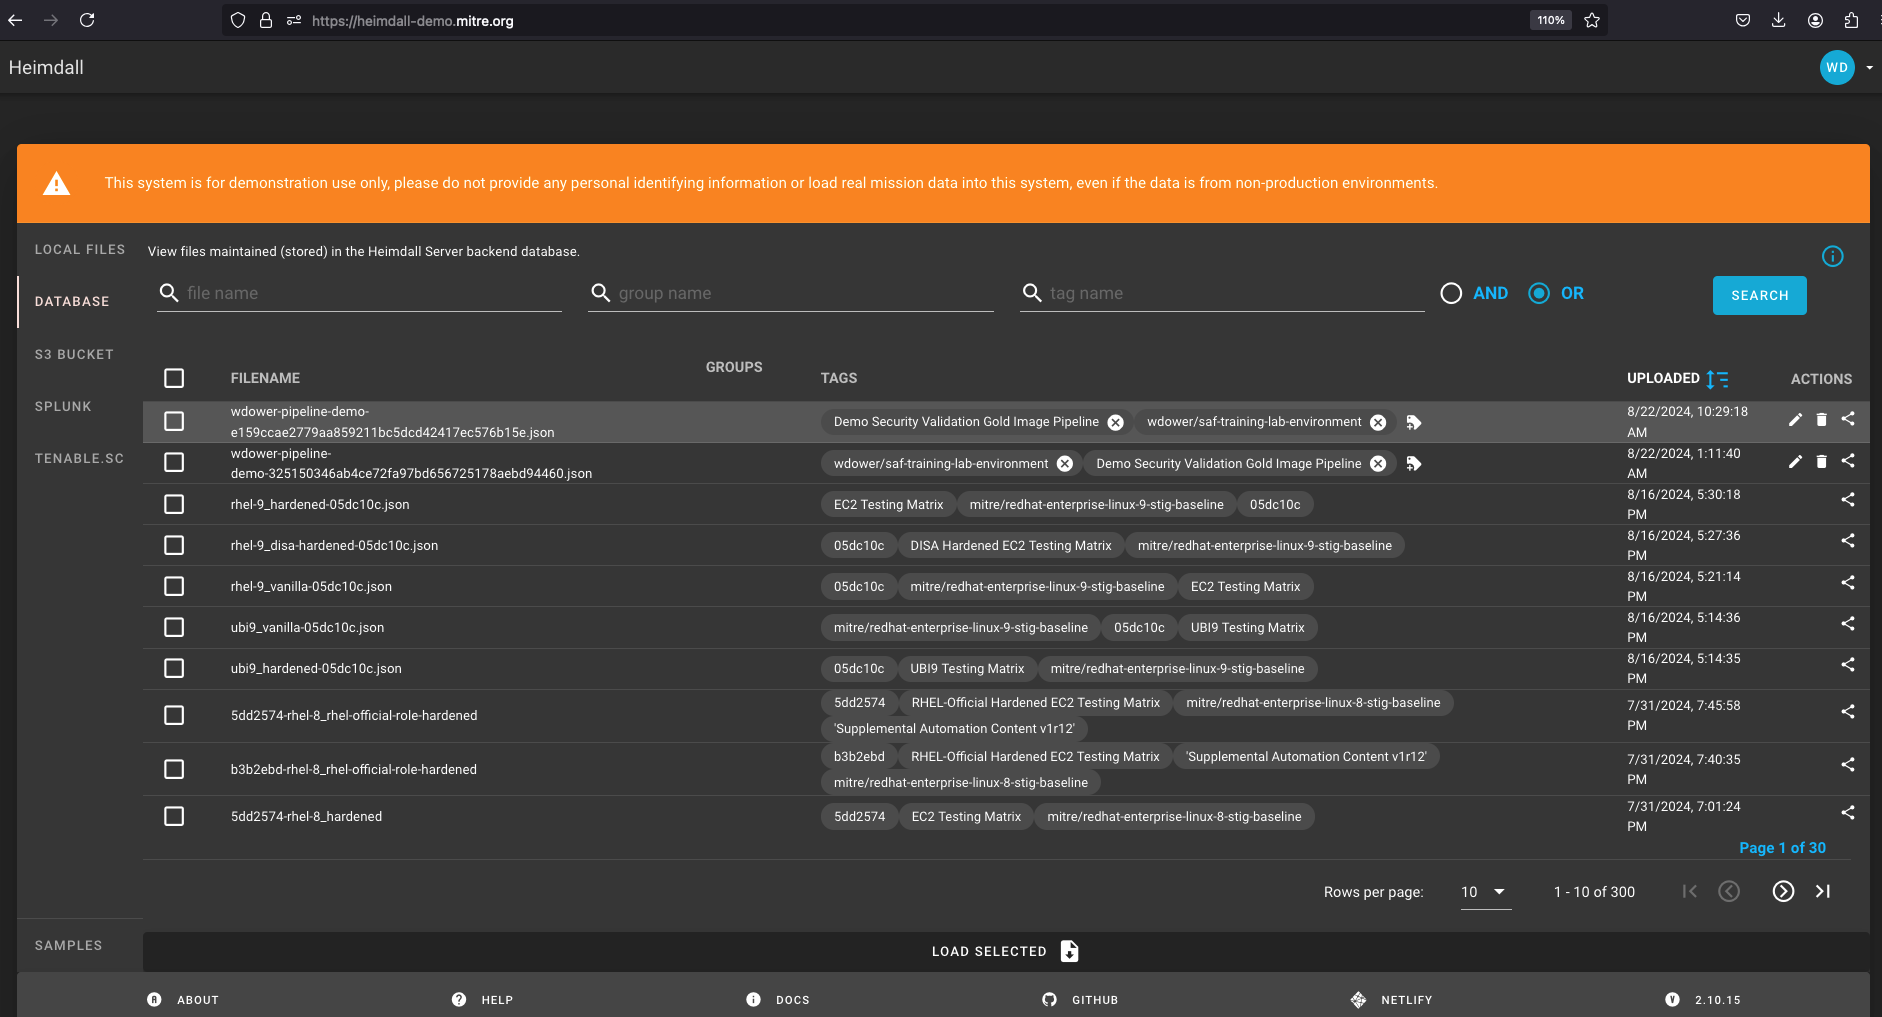 https://heimdall-demo.mitre.org
110%
Heimdall
WD
This system is for demonstration use only, please do not provide any personal identifying information or load real mission data into this system, even if the data is from non-production environments.
LOCAL FILES
DATABASE
S3 BUCKET
SPLUNK
TENABLE.SC
SAMPLES
View files maintained (stored) in the Heimdall Server backend database.
file name
group name
tag name
AND
OR
SEARCH
FILENAME GROUPS TAGS UPLOADED ACTIONS
wdower-pipeline-demo-
e159ccae2779aa859211bc5dcd42417ec576b15e.json
Demo Security Validation Gold Image Pipeline wdower/saf-training-lab-environment
8/22/2024, 10:29:18
AM
wdower-pipeline-
demo-325150346ab4ce72fa97bd656725178aebd94460.json
wdower/saf-training-lab-environment Demo Security Validation Gold Image Pipeline
8/22/2024, 1:11:40
AM
rhel-9_hardened-05dc10c.json
EC2 Testing Matrix mitre/redhat-enterprise-linux-9-stig-baseline 05dc10c
8/16/2024, 5:30:18
PM
rhel-9_disa-hardened-05dc10c.json
05dc10c DISA Hardened EC2 Testing Matrix mitre/redhat-enterprise-linux-9-stig-baseline
8/16/2024, 5:27:36
PM
rhel-9_vanilla-05dc10c.json
05dc10c mitre/redhat-enterprise-linux-9-stig-baseline EC2 Testing Matrix
8/16/2024, 5:21:14
PM
ubi9_vanilla-05dc10c.json
mitre/redhat-enterprise-linux-9-stig-baseline 05dc10c UBI9 Testing Matrix
8/16/2024, 5:14:36
PM
ubi9_hardened-05dc10c.json
05dc10c UBI9 Testing Matrix mitre/redhat-enterprise-linux-9-stig-baseline
8/16/2024, 5:14:35
PM
5dd2574-rhel-8_rhel-official-role-hardened
5dd2574 RHEL-Official Hardened EC2 Testing Matrix mitre/redhat-enterprise-linux-8-stig-baseline
'Supplemental Automation Content v1r12'
7/31/2024, 7:45:58
PM
b3b2ebd-rhel-8_rhel-official-role-hardened
b3b2ebd RHEL-Official Hardened EC2 Testing Matrix 'Supplemental Automation Content v1r12'
mitre/redhat-enterprise-linux-8-stig-baseline
7/31/2024, 7:40:35
PM
5dd2574-rhel-8_hardened
5dd2574 EC2 Testing Matrix mitre/redhat-enterprise-linux-8-stig-baseline
7/31/2024, 7:01:24
PM
Page 1 of 30
Rows per page: 10 1 - 10 of 300
LOAD SELECTED
ABOUT HELP DOCS GITHUB NETLIFY V 2.10.15